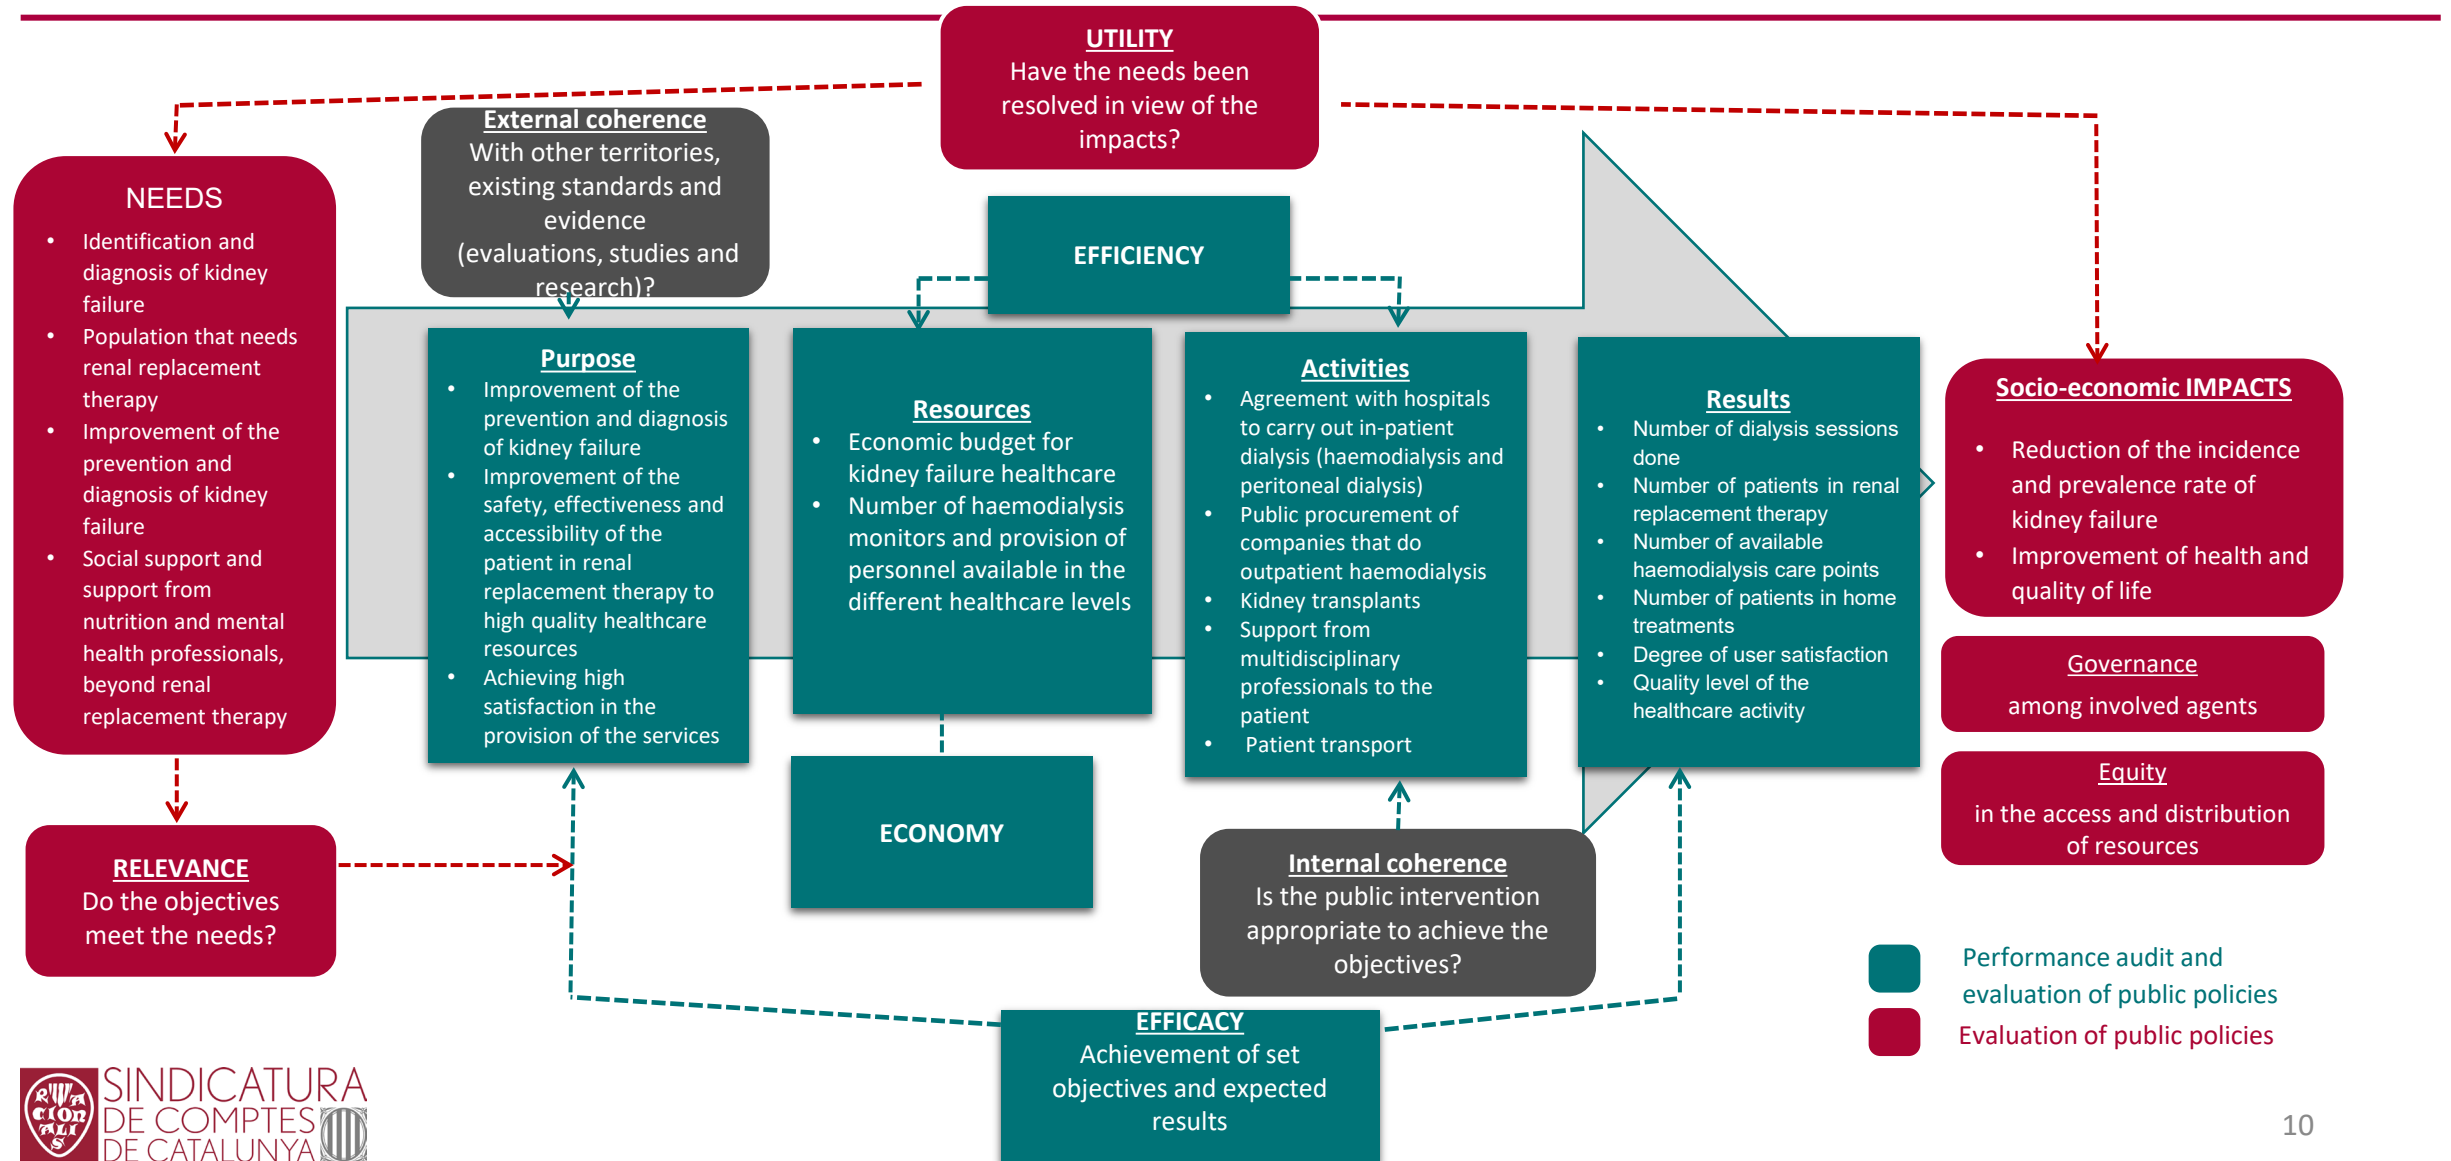 UTILITY
Have the needs been
resolved in view of the
impacts?
External coherence
With other territories,
existing standards and
evidence
(evaluations, studies and
research)?
NEEDS
• Identification and
diagnosis of kidney
failure
• Population that needs
renal replacement
therapy
• Improvement of the
prevention and
diagnosis of kidney
failure
• Social support and
support from
nutrition and mental
health professionals,
beyond renal
replacement therapy
EFFICIENCY
Purpose
• Improvement of the
prevention and diagnosis
of kidney failure
• Improvement of the
safety, effectiveness and
accessibility of the
patient in renal
replacement therapy to
high quality healthcare
resources
• Achieving high
satisfaction in the
provision of the services
Resources
• Economic budget for
kidney failure healthcare
• Number of haemodialysis
monitors and provision of
personnel available in the
different healthcare levels
Activities
• Agreement with hospitals
to carry out in-patient
dialysis (haemodialysis and
peritoneal dialysis)
• Public procurement of
companies that do
outpatient haemodialysis
• Kidney transplants
• Support from
multidisciplinary
professionals to the
patient
• Patient transport
Results
• Number of dialysis sessions
done
• Number of patients in renal
replacement therapy
• Number of available
haemodialysis care points
• Number of patients in home
treatments
• Degree of user satisfaction
• Quality level of the
healthcare activity
Socio-economic IMPACTS
• Reduction of the incidence
and prevalence rate of
kidney failure
• Improvement of health and
quality of life
Governance
among involved agents
Equity
in the access and distribution
of resources
RELEVANCE
Do the objectives
meet the needs?
ECONOMY
Internal coherence
Is the public intervention
appropriate to achieve the
objectives?
EFFICACY
Achievement of set
objectives and expected
results
Performance audit and
evaluation of public policies
Evaluation of public policies
SINDICATURA
DE COMPTES
DE CATALUNYA
10